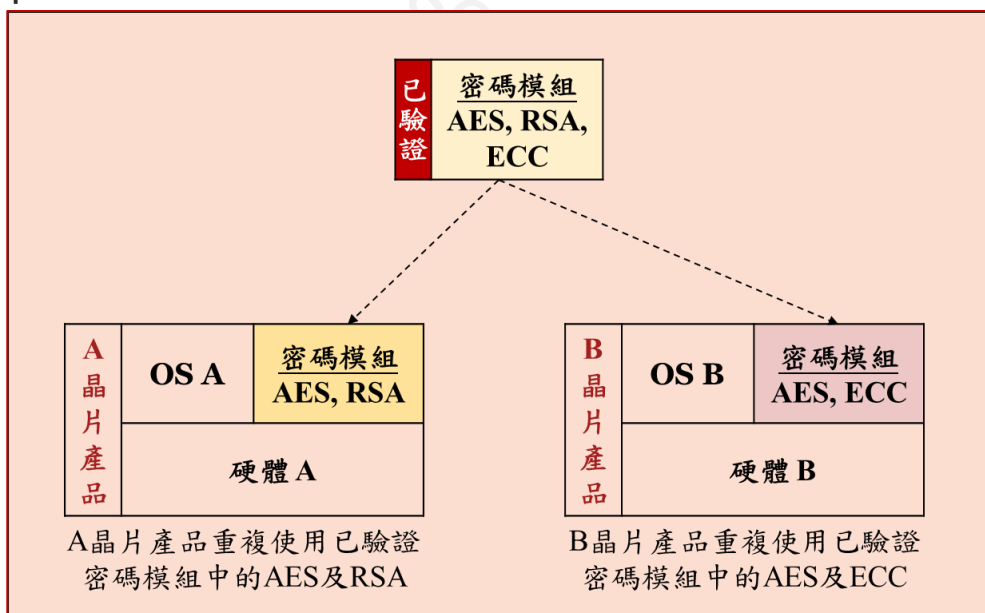 已驗證
密碼模組
AES, RSA,
ECC
A晶片產品
OS A
密碼模組
AES, RSA
硬體 A
B晶片產品
OS B
密碼模組
AES, ECC
硬體 B
A晶片產品重複使用已驗證
密碼模組中的AES及RSA
B晶片產品重複使用已驗證
密碼模組中的AES及ECC